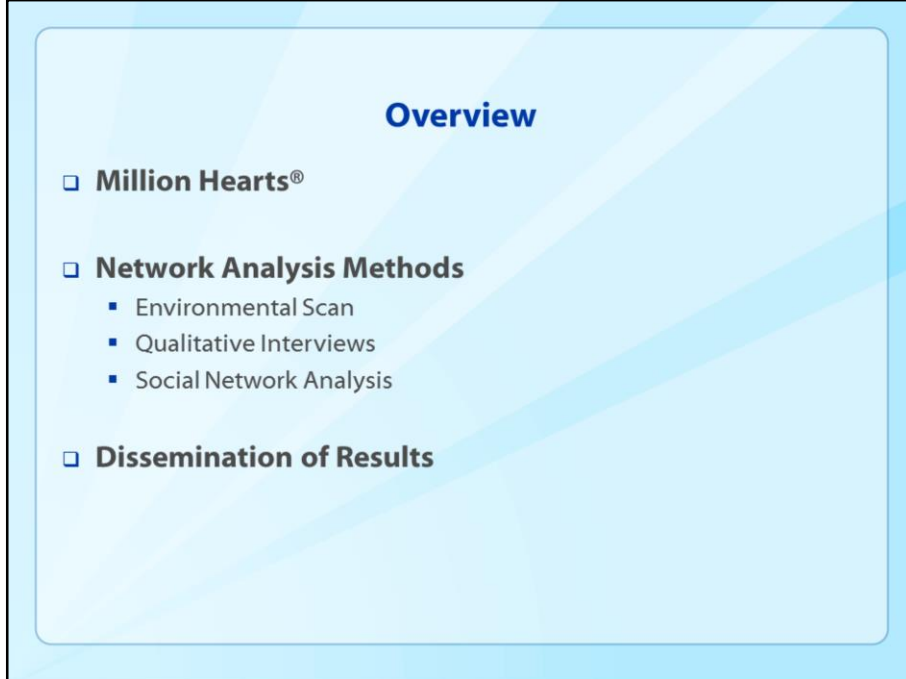 Overview
Million Hearts®
Network Analysis Methods
Environmental Scan
Qualitative Interviews
Social Network Analysis
Dissemination of Results